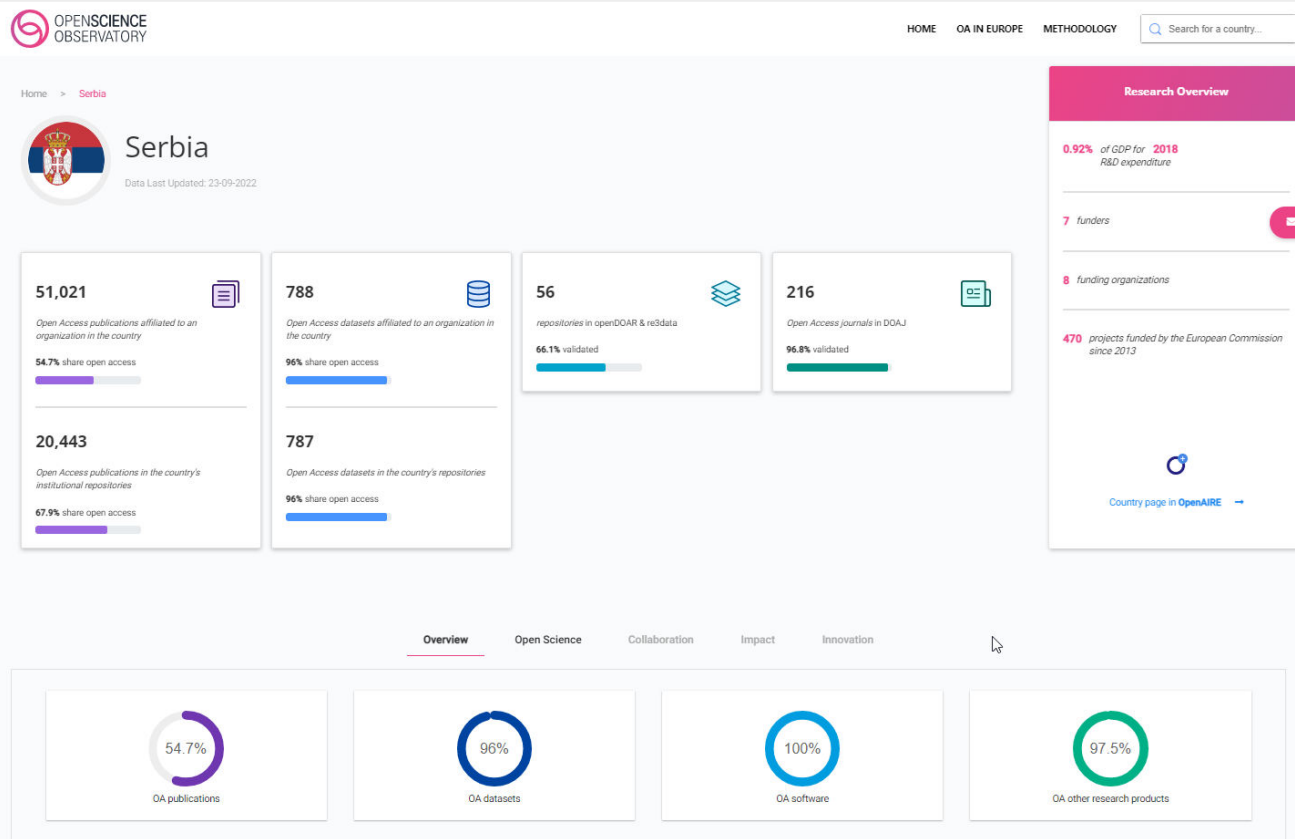 OPENSCIENCE
OBSERVATORY
HOME
OA IN EUROPE
METHODOLOGY
Search for a country...
Home > Serbia
Serbia
Data Last Updated: 23-09-2022
51,021
Open Access publications affiliated to an
organization in the country
54.7% share open access
20,443
Open Access publications in the country's
institutional repositories
67.9% share open access
788
Open Access datasets affiliated to an organization in
the country
96% share open access
787
Open Access datasets in the country's repositories
96% share open access
56
repositories in openDOAR & re3data
66.1% validated
216
Open Access journals in DOAJ
96.8% validated
Research Overview
0.92% of GDP for 2018
R&D expenditure
7 funders
8 funding organizations
470 projects funded by the European Commission
since 2013
Country page in OpenAIRE →
Overview
Open Science
Collaboration
Impact
Innovation
54.7%
OA publications
96%
OA datasets
100%
OA software
97.5%
OA other research products